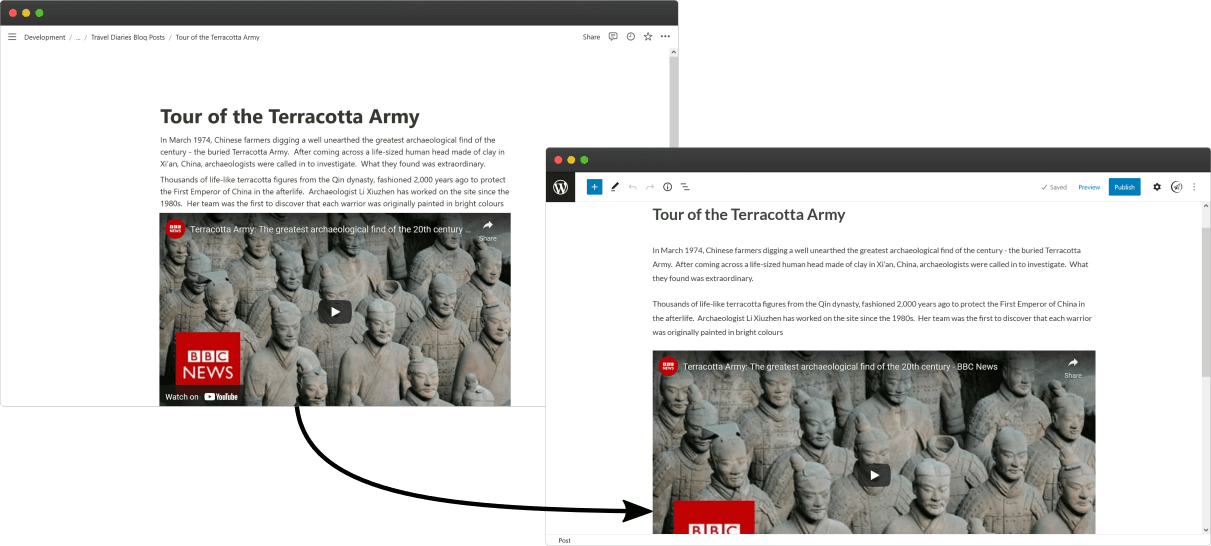 Development / ... / Travel Diaries Blog Posts / Tour of the Terracotta Army
Share
Tour of the Terracotta Army
In March 1974, Chinese farmers digging a well unearthed the greatest archaeological find of the
century - the buried Terracotta Army. After coming across a life-sized human head made of clay in
Xi'an, China, archaeologists were called in to investigate. What they found was extraordinary.
Thousands of life-like terracotta figures from the Qin dynasty, fashioned 2,000 years ago to protect
the First Emperor of China in the afterlife. Archaeologist Li Xiuzhen has worked on the site since the
1980s. Her team was the first to discover that each warrior was originally painted in bright colours
BBC
NEWS
Terracotta Army: The greatest archaeological find of the 20th century ...
Share
BBC
NEWS
Watch on YouTube
Saved Preview Publish
Tour of the Terracotta Army
In March 1974, Chinese farmers digging a well unearthed the greatest archaeological find of the century - the buried Terracotta
Army. After coming across a life-sized human head made of clay in Xi'an, China, archaeologists were called in to investigate. What
they found was extraordinary.
Thousands of life-like terracotta figures from the Qin dynasty, fashioned 2,000 years ago to protect the First Emperor of China in
the afterlife. Archaeologist Li Xiuzhen has worked on the site since the 1980s. Her team was the first to discover that each warrior
was originally painted in bright colours
BBC
NEWS
Terracotta Army: The greatest archaeological find of the 20th century - BBC News
Share
BBC
Post